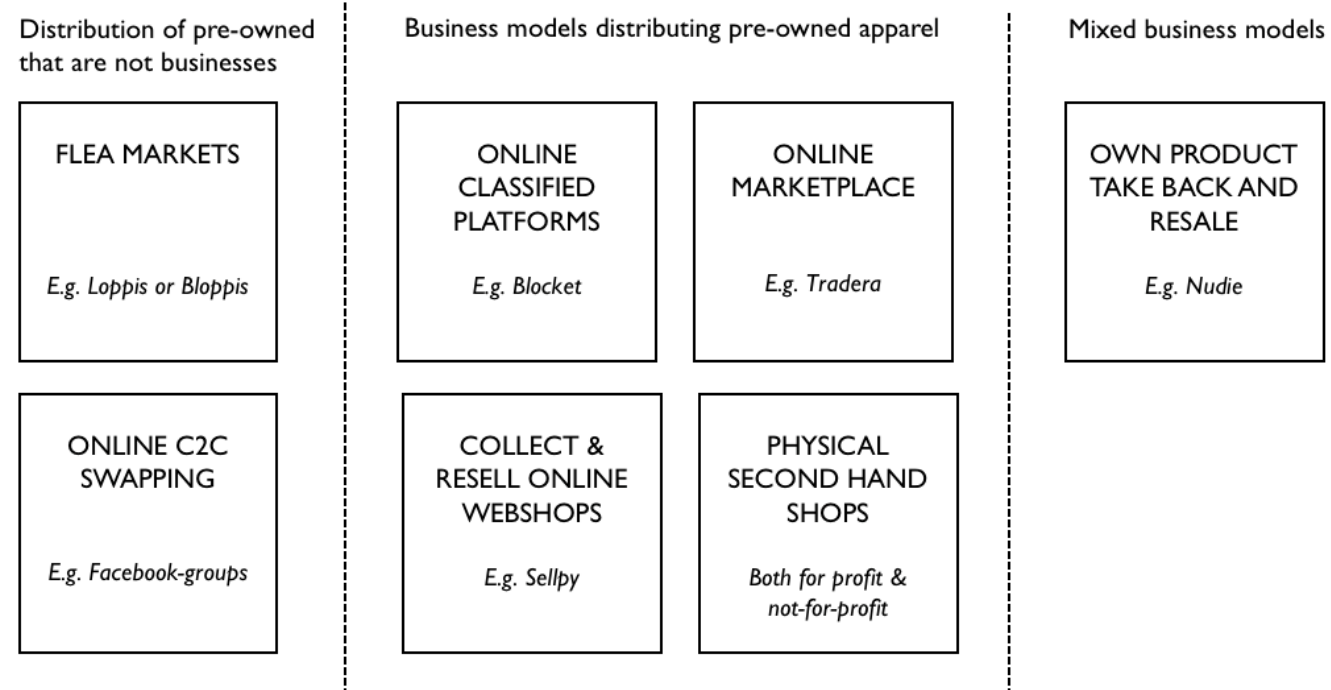 Distribution of pre-owned
that are not businesses
Business models distributing pre-owned apparel
Mixed business models
FLEA MARKETS
E.g. Loppis or Bloppis
ONLINE
CLASSIFIED
PLATFORMS
E.g. Blocket
ONLINE
MARKETPLACE
E.g. Tradera
OWN PRODUCT
TAKE BACK AND
RESALE
E.g. Nudie
ONLINE C2C
SWAPPING
E.g. Facebook-groups
COLLECT &
RESELL ONLINE
WEBSHOPS
E.g. Sellpy
PHYSICAL
SECOND HAND
SHOPS
Both for profit &
not-for-profit